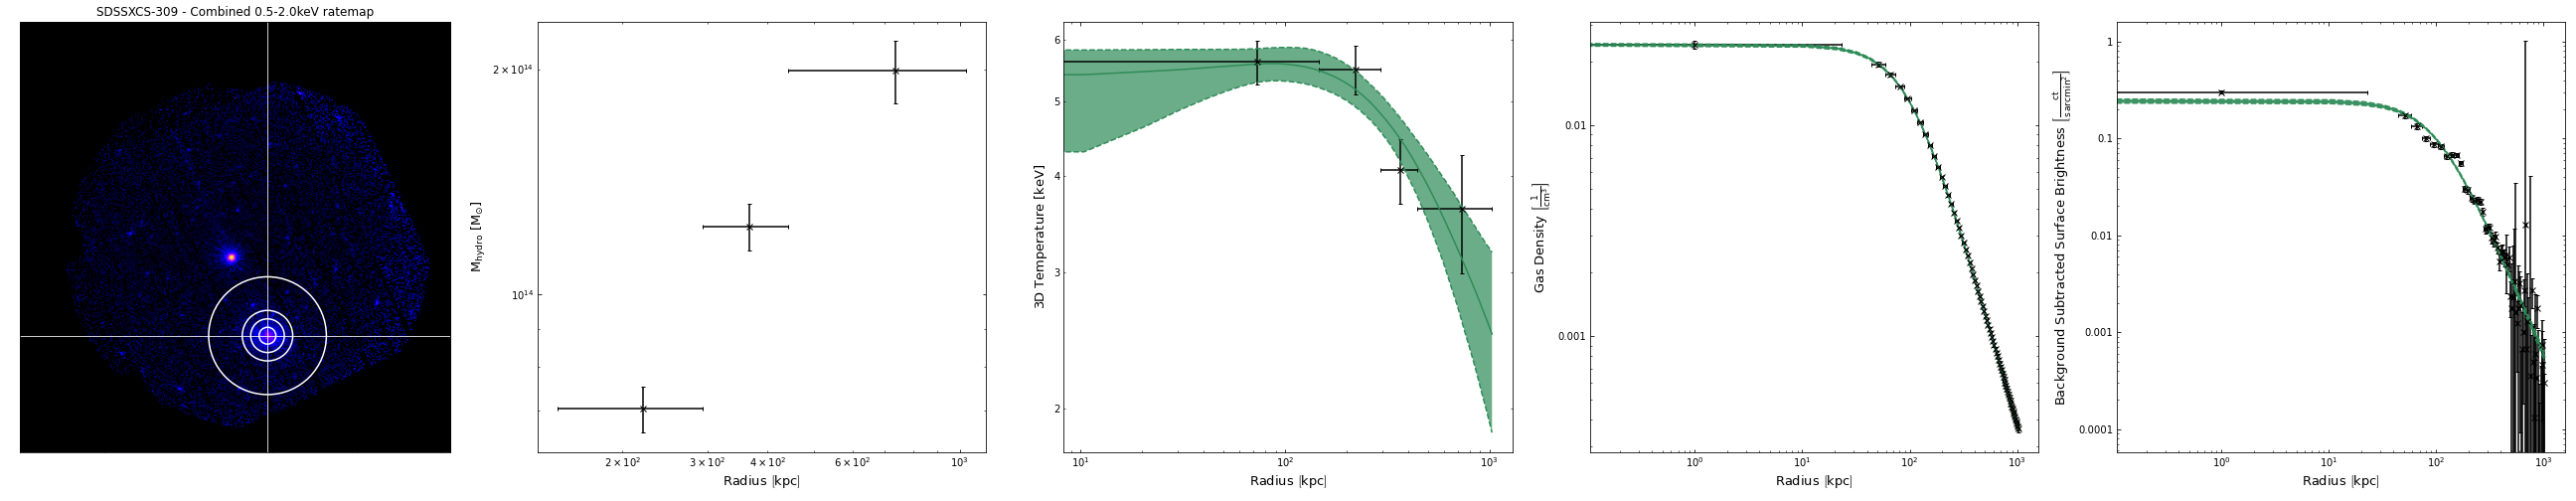 SDSSXCS-309 - Combined 0.5-2.0keV ratemap
M_hydro [M_⊙]
2 × 10^14
10^14
2 × 10^2 3 × 10^2 4 × 10^2 6 × 10^2 10^3
Radius [kpc]
3D Temperature [keV]
6
5
4
3
2
10^1 10^2 10^3
Radius [kpc]
Gas Density [1/cm^3]
0.01
0.001
10^0 10^1 10^2 10^3
Radius [kpc]
Background Subtracted Surface Brightness [ct/s arcmin^2]
1
0.1
0.01
0.001
0.0001
10^0 10^1 10^2 10^3
Radius [kpc]